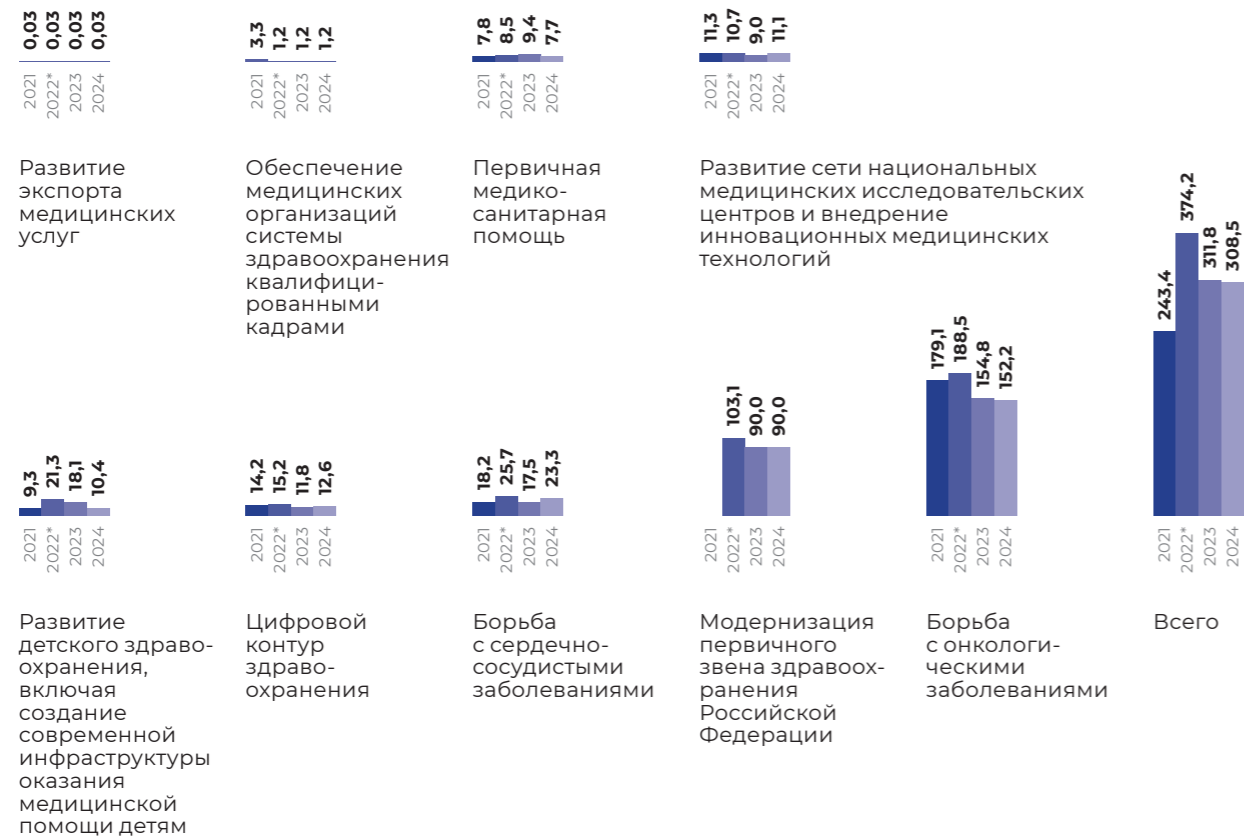 0,03
0,03
0,03
0,03
2021
2022*
2023
2024
Развитие
экспорта
медицинских
услуг
3,3
1,2
1,2
1,2
2021
2022*
2023
2024
Обеспечение
медицинских
организаций
системы
здравоохранения
квалифици-
рованными
кадрами
7,8
8,5
9,4
7,7
2021
2022*
2023
2024
Первичная
медико-
санитарная
помощь
11,3
10,7
9,0
11,1
2021
2022*
2023
2024
Развитие сети национальных
медицинских исследовательских
центров и внедрение
инновационных медицинских
технологий
9,3
21,3
18,1
10,4
2021
2022*
2023
2024
Развитие
детского здраво-
охранения,
включая
создание
современной
инфраструктуры
оказания
медицинской
помощи детям
14,2
15,2
11,8
12,6
2021
2022*
2023
2024
Цифровой
контур
здраво-
охранения
18,2
25,7
17,5
23,3
2021
2022*
2023
2024
Борьба
с сердечно-
сосудистыми
заболеваниями
103,1
90,0
90,0
2021
2022*
2023
2024
Модернизация
первичного
звена здравоох-
ранения
Российской
Федерации
179,1
188,5
154,8
152,2
2021
2022*
2023
2024
Борьба
с онкологи-
ческими
заболеваниями
243,4
374,2
311,8
308,5
2021
2022*
2023
2024
Всего